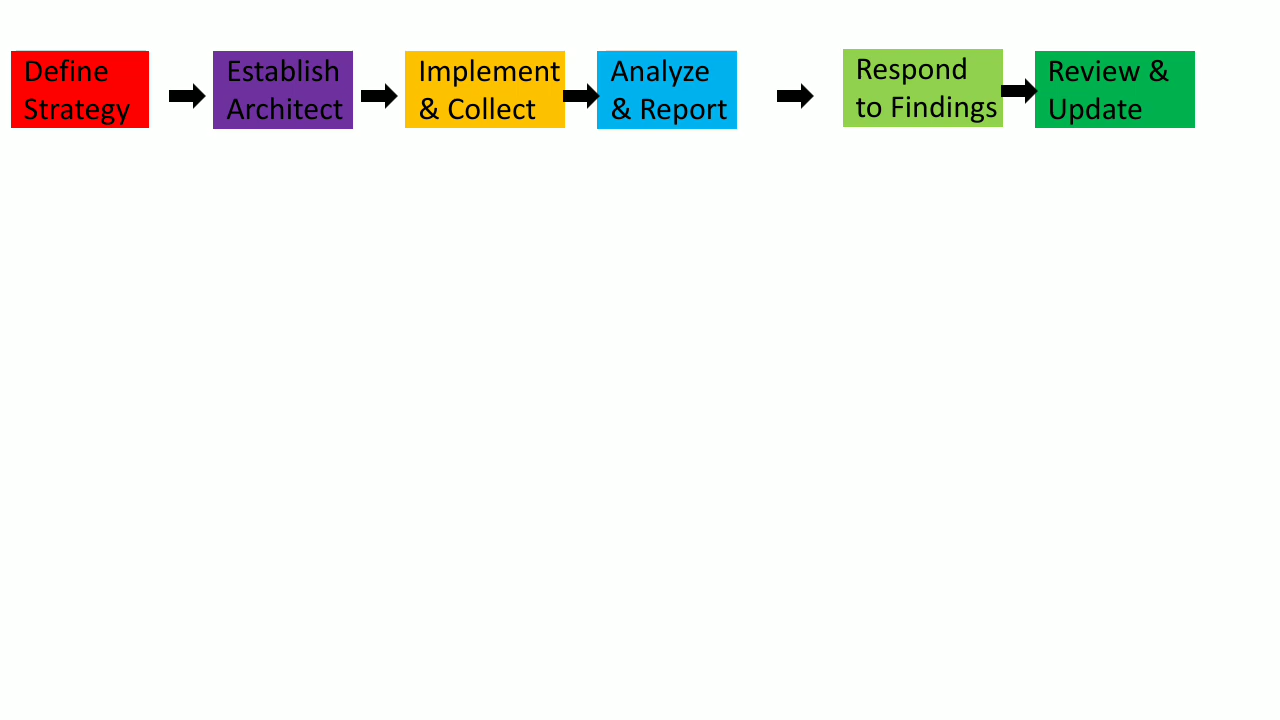 Define
Strategy
Establish
Architect
Implement
& Collect
Analyze
& Report
Respond
to Findings
Review &
Update